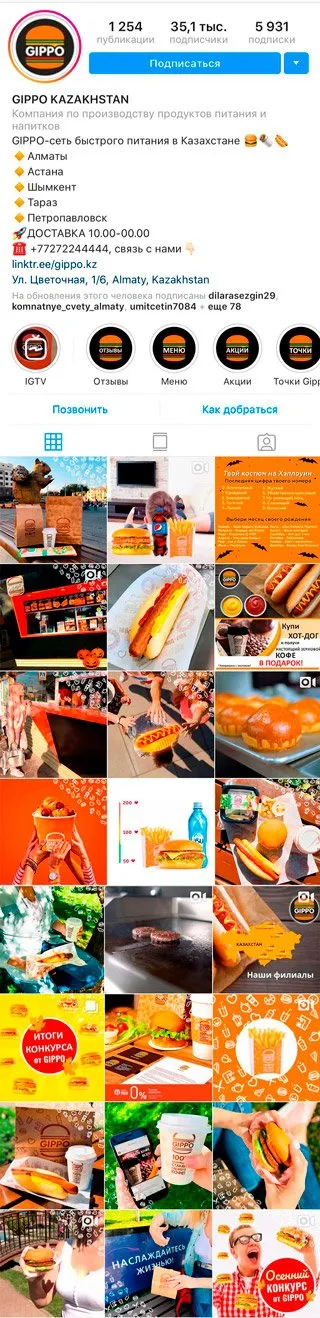 GIPPO
1 254
35,1 тыс.
5 931
публикации
подписчики
подписки
Подписаться
GIPPO KAZAKHSTAN
Компания по производству продуктов питания и
напитков
GIPPO-сеть быстрого питания в Казахстане 🍔🌯🌭
🔸Алматы
🔸Астана
🔸Шымкент
🔸Тараз
🔸Петропавловск
🚀ДОСТАВКА 10.00-00.00
☎️ +77272244444, связь с нами👇🏻
linktr.ee/gippo.kz
Ул. Цветочная, 1/6, Almaty, Kazakhstan
На обновления этого человека подписаны dilarasezgin29,
komnatnye_cvety_almaty, umitcetin7084 + еще 78
ОТЗЫВЫ
МЕНЮ
АКЦИИ
ТОЧКИ
IGTV
Отзывы
Меню
Акции
Точки Gipp
Позвонить
Как добраться
Твой костюм на Хэллоуин
Последняя цифра твоего номера
Выбери месяц своего рождения
GIPPO
Купи
ХОТ-ДОГ
и получи
настоящий зерновой
КОФЕ
В ПОДАРОК!
200
100
50
GIPPO
КАЗАХСТАН
Наши филиалы
ИТОГИ
КОНКУРСА
от GIPPO
0%
GIPPO
100%
НАСЛАЖДАЙТЕСЬ
ЖИЗНЬЮ!
Осенний
КОНКУРС
от GIPPO